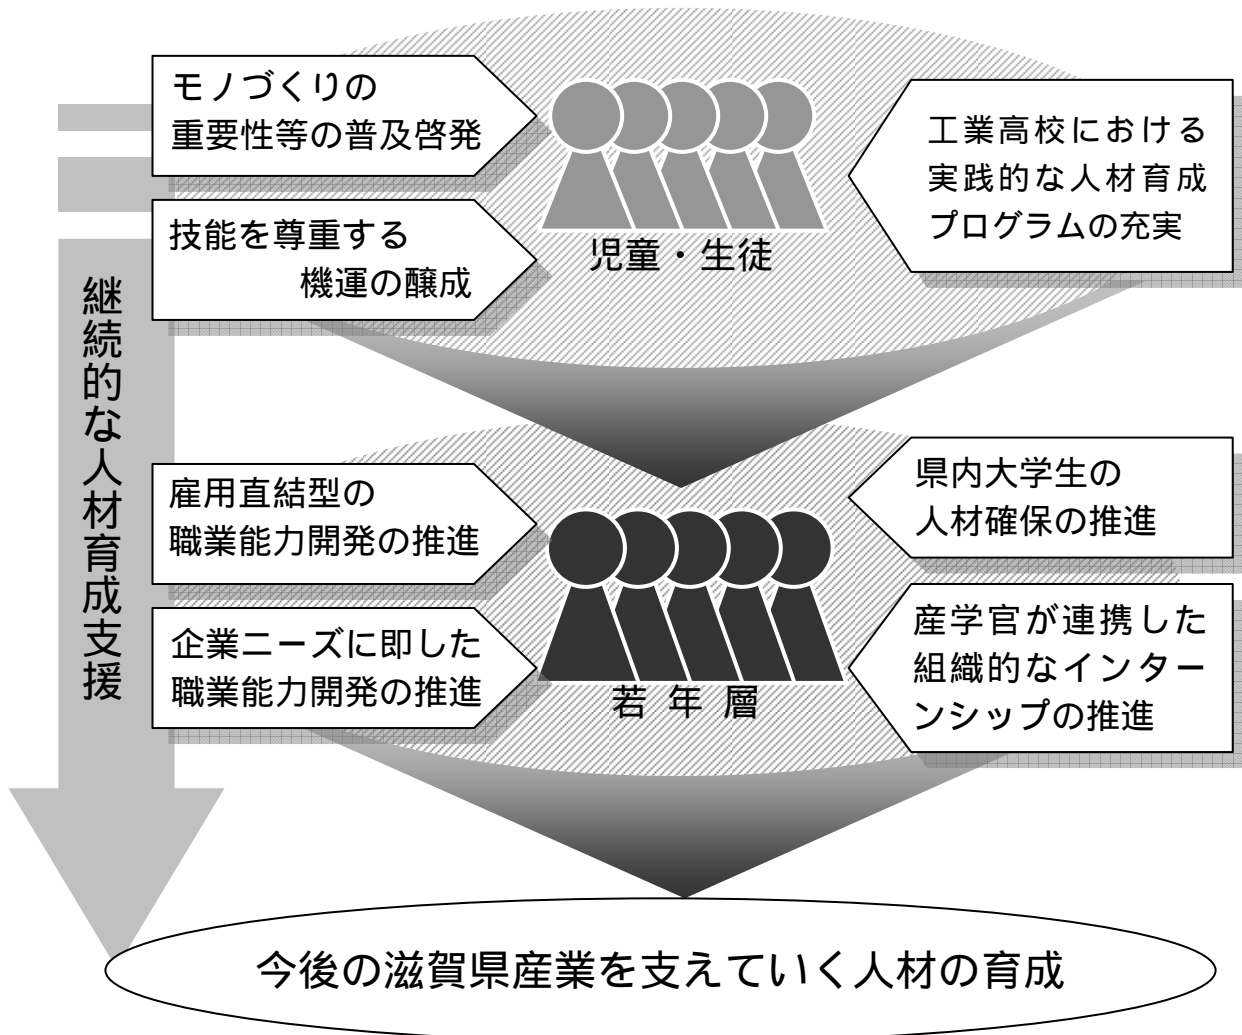 モノづくりの
重要性等の普及啓発
技能を尊重する
機運の醸成
児童・生徒
工業高校における
実践的な人材育成
プログラムの充実
継続的な人材育成支援
雇用直結型の
職業能力開発の推進
企業ニーズに即した
職業能力開発の推進
若年層
県内大学生の
人材確保の推進
産学官が連携した
組織的なインター
ンシップの推進
今後の滋賀県産業を支えていく人材の育成